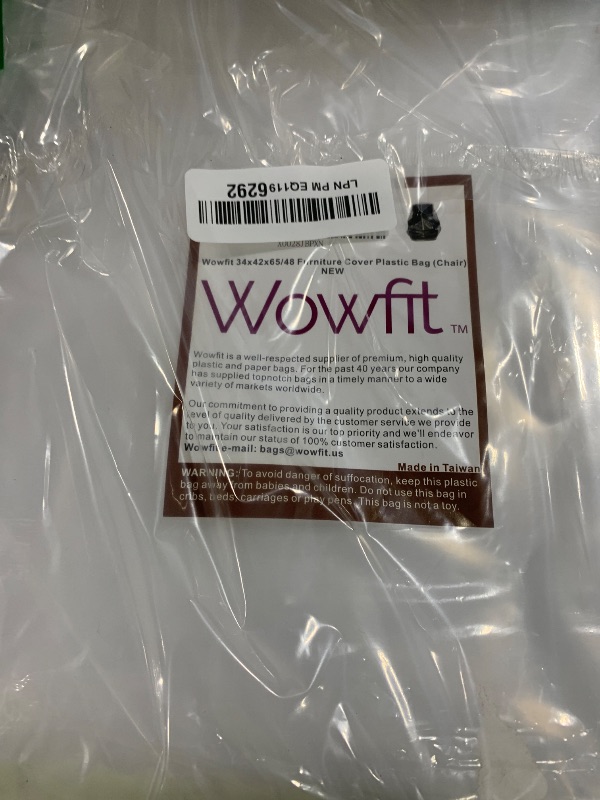 LPN PM EQ1196292
Wowfit 34x42x65/48 Furniture Cover Plastic Bag (Chair)
NEW
Wowfit TM
Wowfit is a well-respected supplier of premium, high quality
plastic and paper bags. For the past 40 years our company
has supplied topnotch bags in a timely manner to a wide
variety of markets worldwide.
Our commitment to providing a quality product extends to the
level of quality delivered by the customer service we provide
to you. Your satisfaction is our top priority and we'll endeavor
to maintain our status of 100% customer satisfaction.
Wowfit e-mail: bags@wowfit.us
Made in Taiwan
WARNING: To avoid danger of suffocation, keep this plastic
bag away from babies and children. Do not use this bag in
cribs, beds, carriages or play pens. This bag is not a toy.